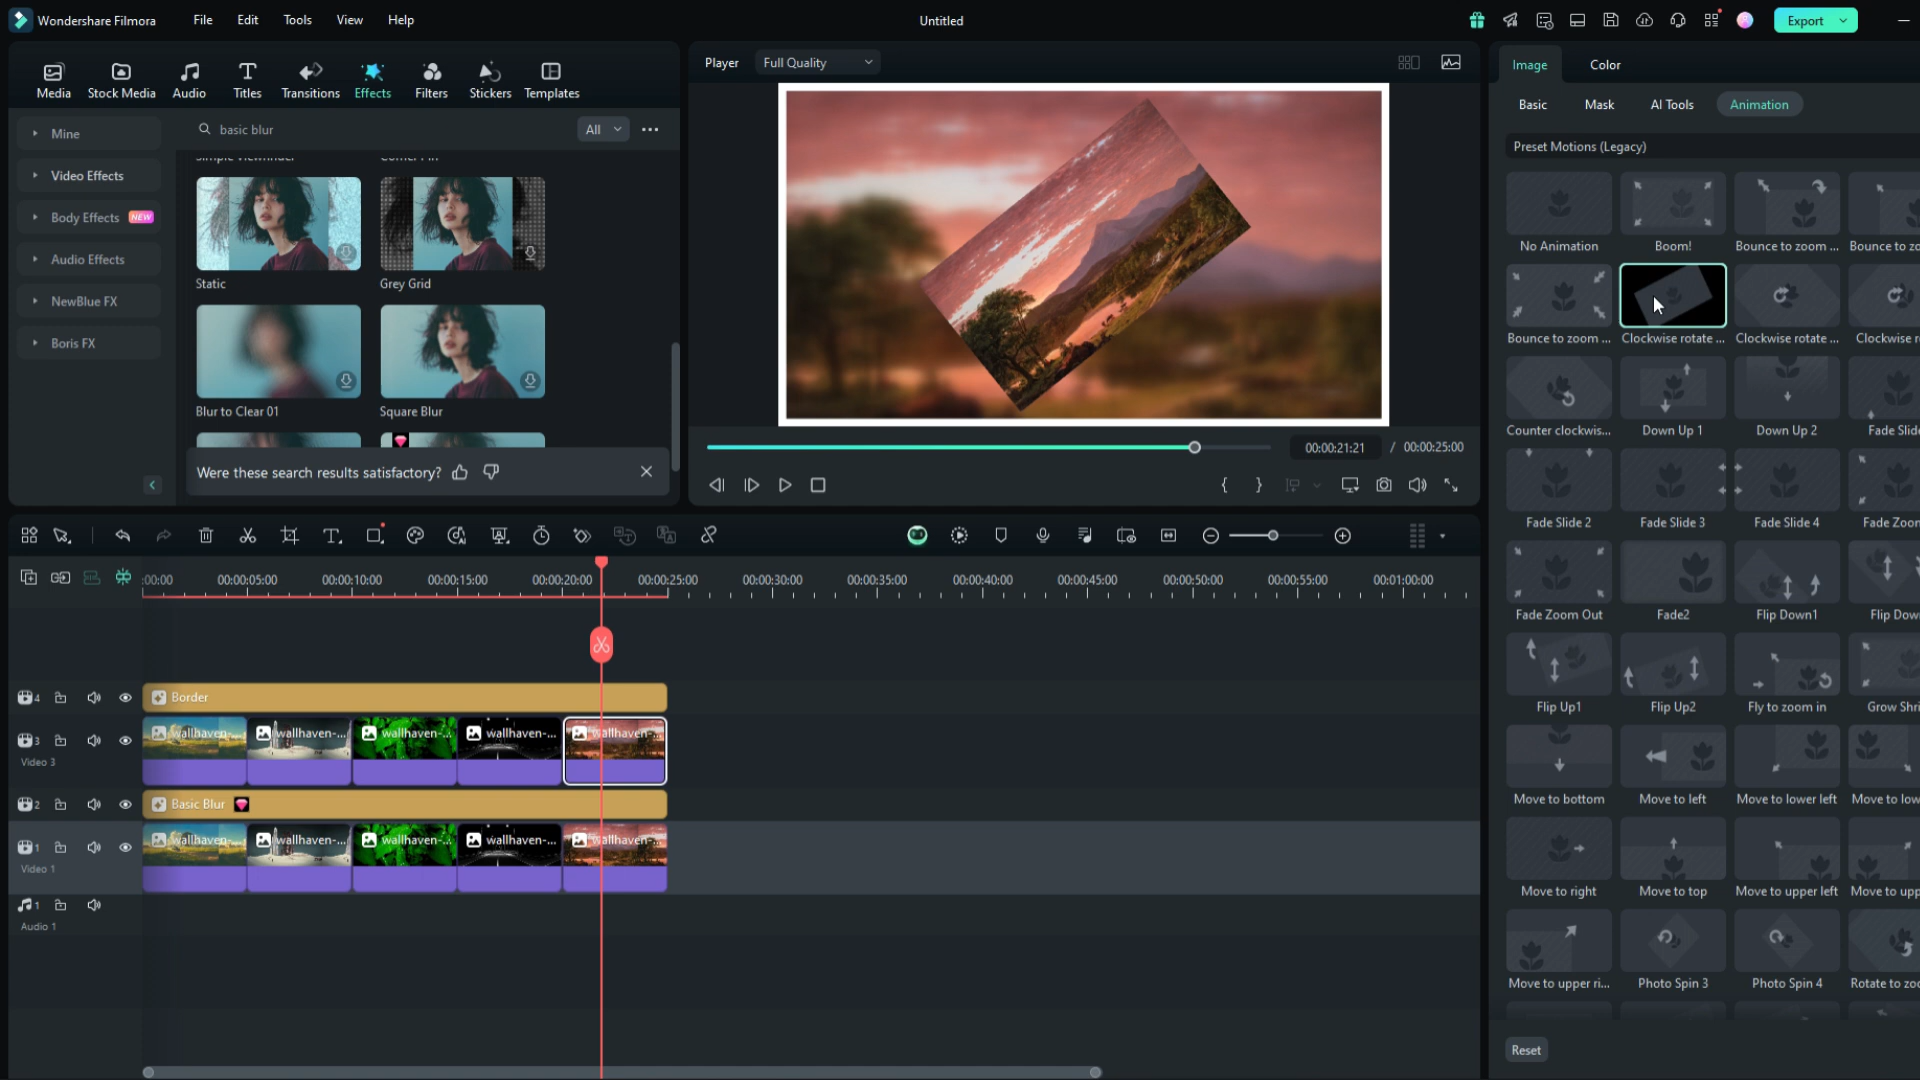 Wondershare Filmora
File
Edit
Tools
View
Help
Untitled
Export
Media
Stock Media
Audio
Titles
Transitions
Effects
Filters
Stickers
Templates
Mine
Video Effects
Body Effects NEW
Audio Effects
NewBlue FX
Boris FX
basic blur
All
Simple Viewfinder
Corner Pin
Static
Grey Grid
Blur to Clear 01
Square Blur
Were these search results satisfactory?
Player
Full Quality
00:00:21:21 / 00:00:25:00
Image
Color
Basic
Mask
AI Tools
Animation
Preset Motions (Legacy)
No Animation
Boom!
Bounce to zoom ...
Bounce to zo
Bounce to zoom ...
Clockwise rotate ...
Clockwise rotate ...
Clockwise r
Counter clockwis...
Down Up 1
Down Up 2
Fade Slid
Fade Slide 2
Fade Slide 3
Fade Slide 4
Fade Zoon
Fade Zoom Out
Fade2
Flip Down1
Flip Dow
Flip Up1
Flip Up2
Fly to zoom in
Grow Shri
Move to bottom
Move to left
Move to lower left
Move to low
Move to right
Move to top
Move to upper left
Move to upp
Move to upper ri...
Photo Spin 3
Photo Spin 4
Rotate to zoo
Reset
:00:00
00:00:05:00
00:00:10:00
00:00:15:00
00:00:20:00
00:00:25:00
00:00:30:00
00:00:35:00
00:00:40:00
00:00:45:00
00:00:50:00
00:00:55:00
00:01:00:00
4
Border
3
Video 3
wallhaven-...
wallhaven-...
wallhaven-...
wallhaven-...
wallhaven-...
2
Basic Blur
1
Video 1
wallhaven-...
wallhaven-...
wallhaven-...
wallhaven-...
wallhaven-...
1
Audio 1